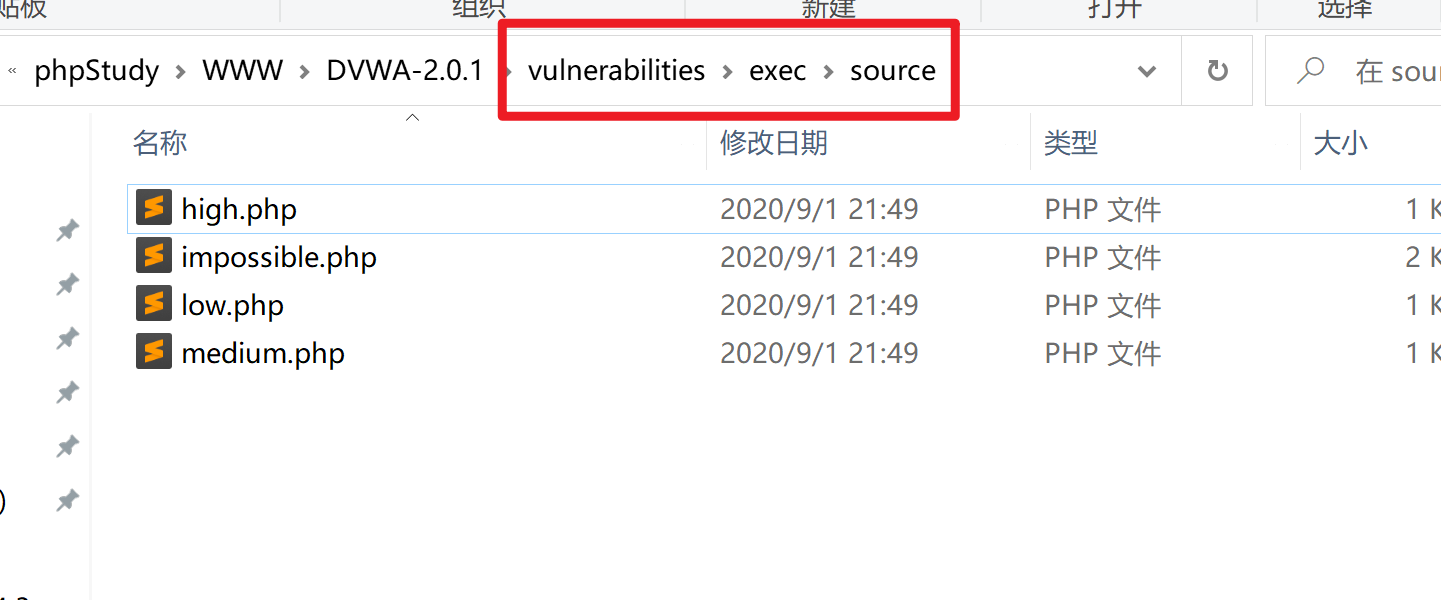 贴板 组织 新建 打开 选择
« phpStudy > WWW > DVWA-2.0.1 > vulnerabilities > exec > source 在 sour
名称 修改日期 类型 大小
high.php 2020/9/1 21:49 PHP 文件 1 K
impossible.php 2020/9/1 21:49 PHP 文件 2 K
low.php 2020/9/1 21:49 PHP 文件 1 K
medium.php 2020/9/1 21:49 PHP 文件 1 K
)